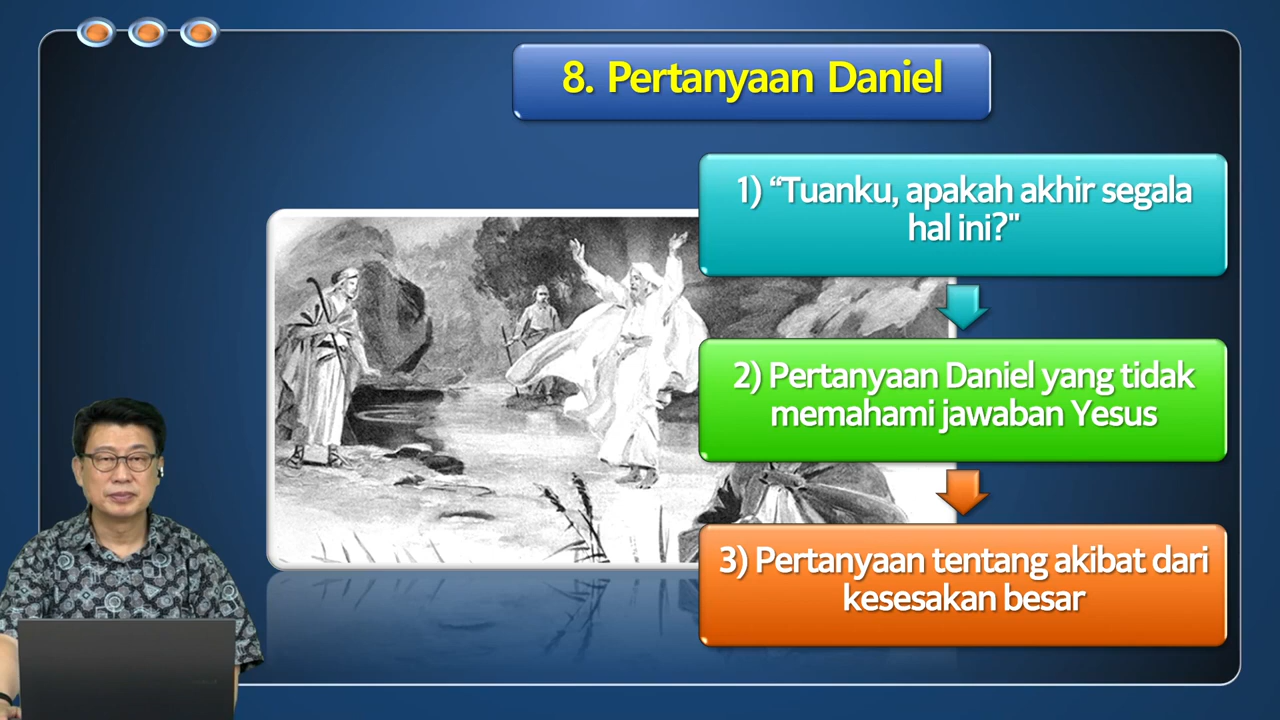 8. Pertanyaan Daniel
1) “Tuanku, apakah akhir segala
hal ini?"
2) Pertanyaan Daniel yang tidak
memahami jawaban Yesus
3) Pertanyaan tentang akibat dari
kesesakan besar